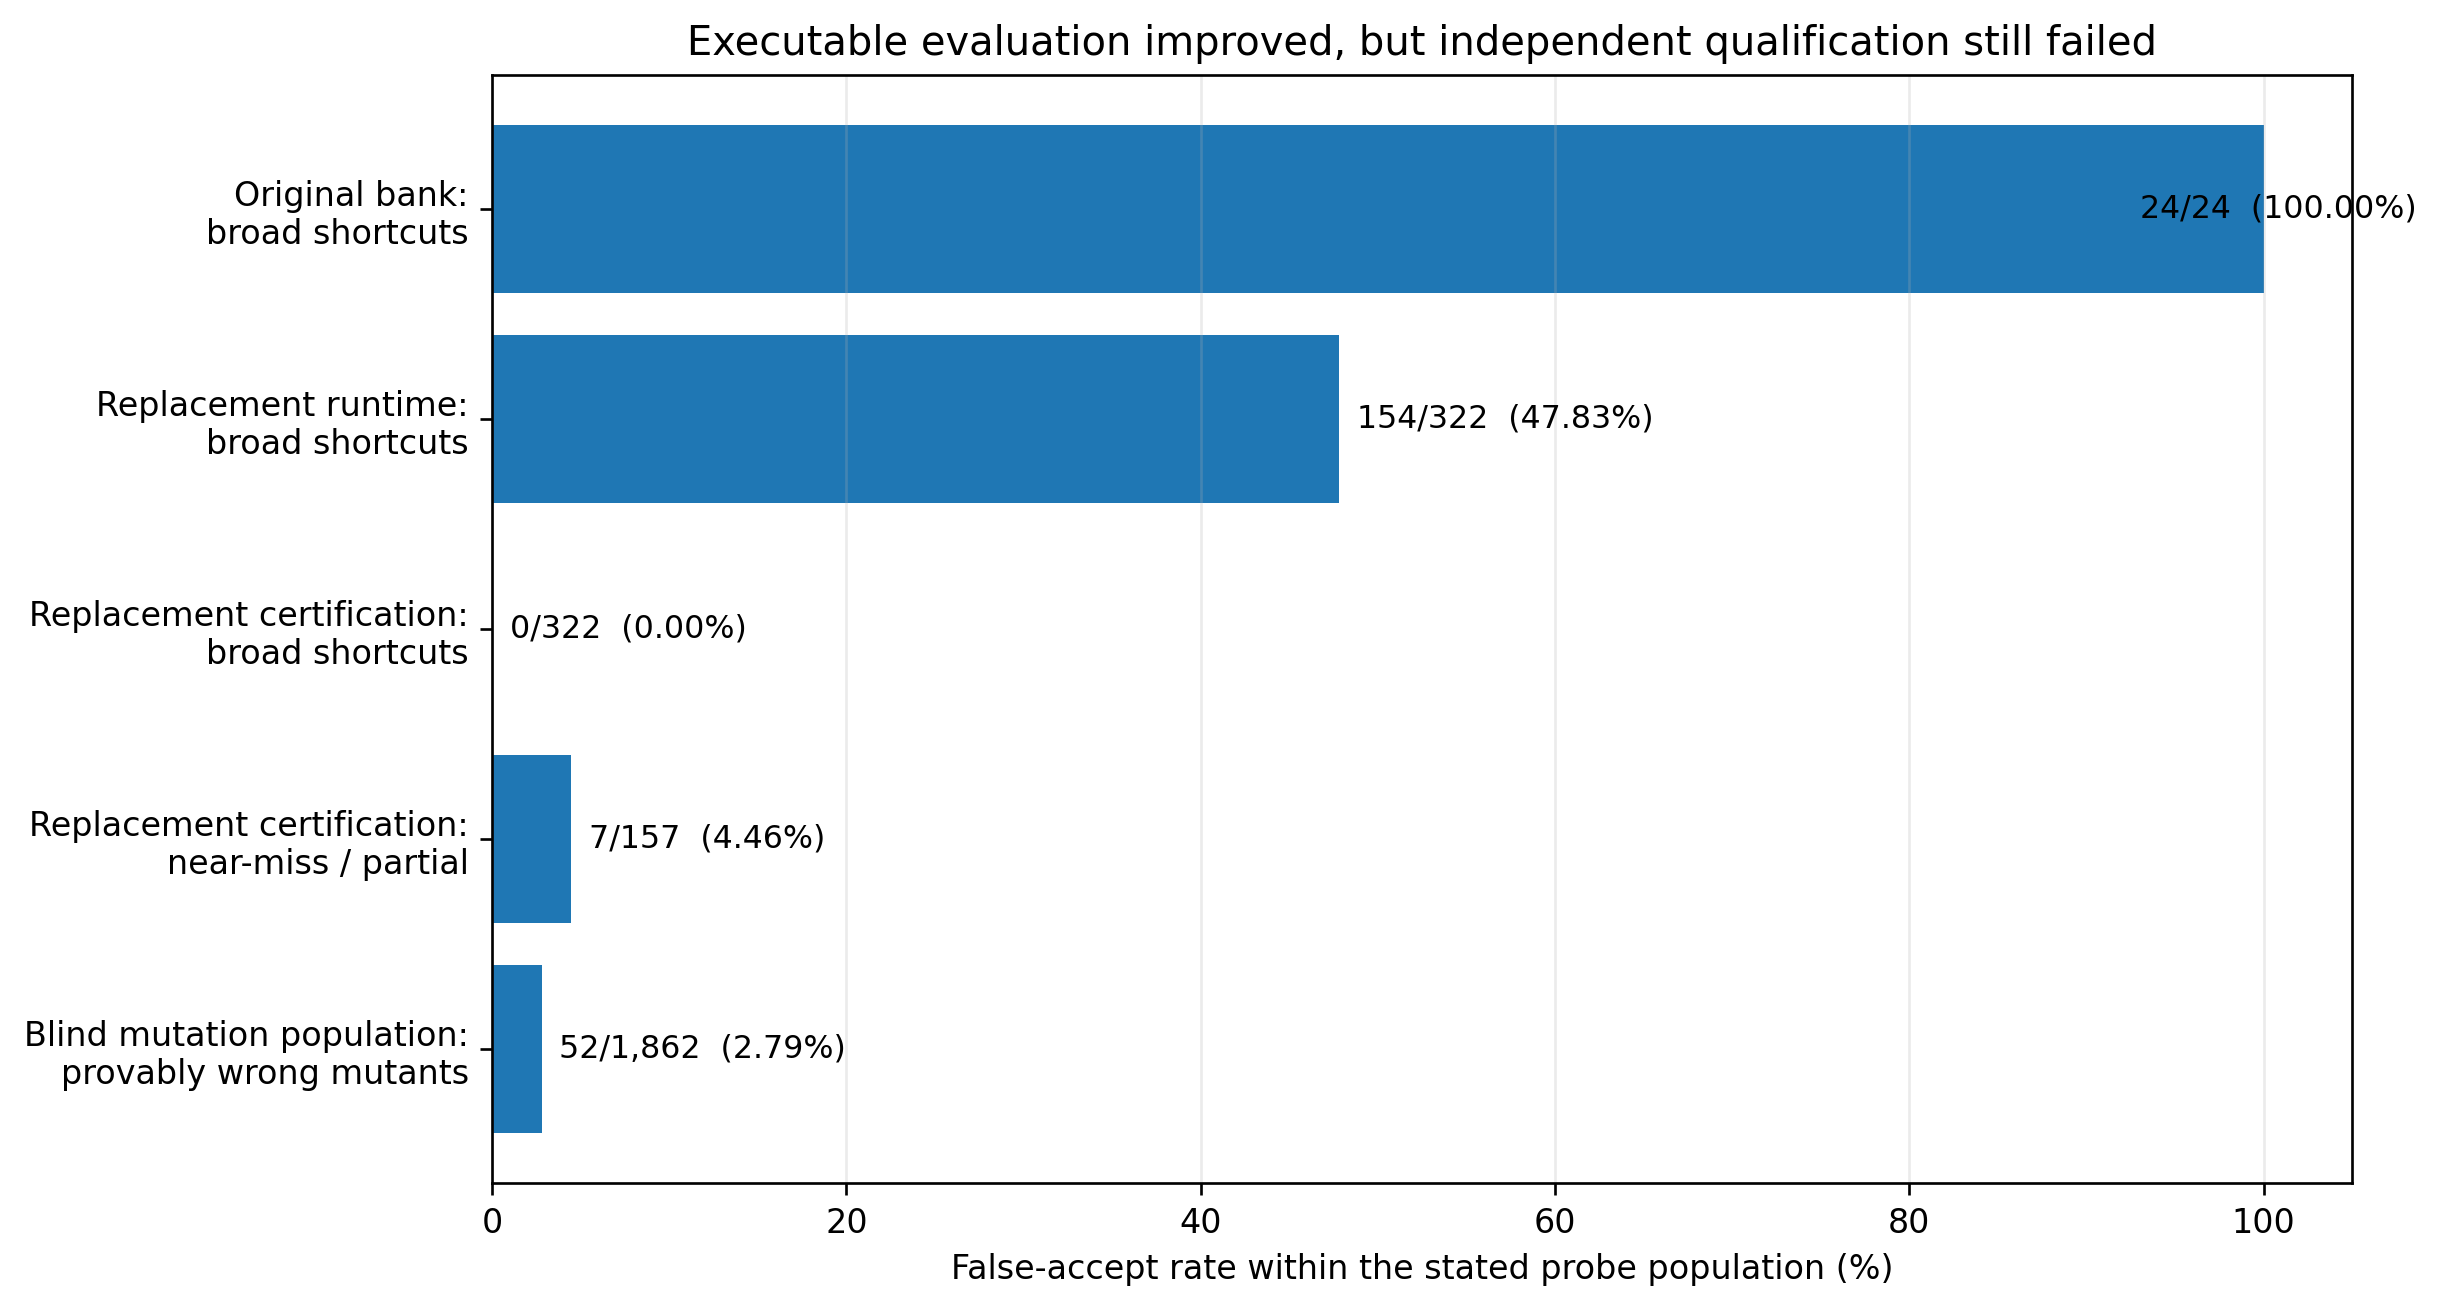 Executable evaluation improved, but independent qualification still failed
Original bank:
broad shortcuts
24/24 (100.00%)
Replacement runtime:
broad shortcuts
154/322 (47.83%)
Replacement certification:
broad shortcuts
0/322 (0.00%)
Replacement certification:
near-miss / partial
7/157 (4.46%)
Blind mutation population:
provably wrong mutants
52/1,862 (2.79%)
0 20 40 60 80 100
False-accept rate within the stated probe population (%)